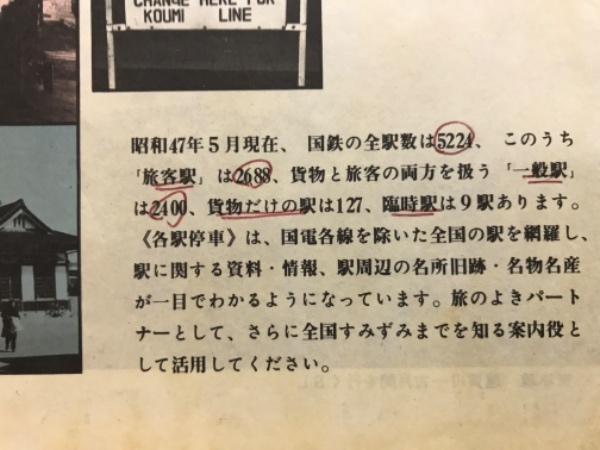 CHANGE HERE FOR
KOUMI LINE
昭和47年5月現在、国鉄の全駅数は5224、このうち
「旅客駅」は2688、貨物と旅客の両方を扱う「一般駅」
は2400、貨物だけの駅は127、臨時駅は9駅あります。
《各駅停車》は、国電各線を除いた全国の駅を網羅し、
駅に関する資料・情報、駅周辺の名所旧跡・名物名産
が一目でわかるようになっています。旅のよきパート
ナーとして、さらに全国すみずみまでを知る案内役と
して活用してください。